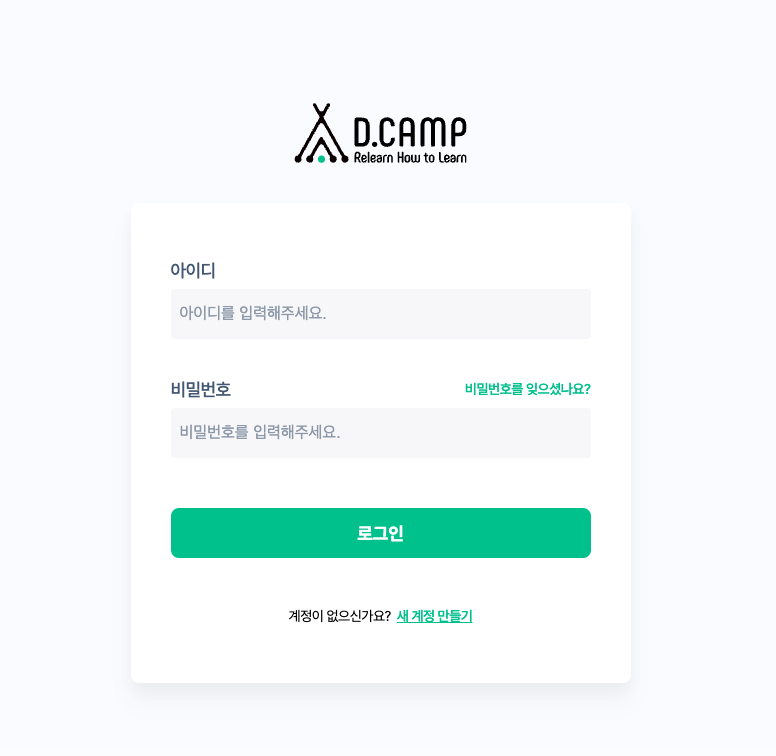 D.CAMP
Relearn How to Learn
아이디
아이디를 입력해주세요.
비밀번호 비밀번호를 잊으셨나요?
비밀번호를 입력해주세요.
로그인
계정이 없으신가요? 새 계정 만들기